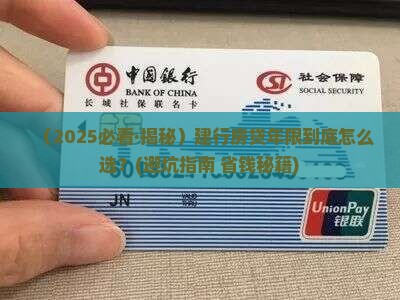 中国银行 社会保障
BANK OF CHINA SOCIAL SECURITY
长城 社保联名卡
（2025必看 揭秘）建行房贷年限到底怎么
选？（避坑指南 省钱秘籍）
JN
UnionPay
银联